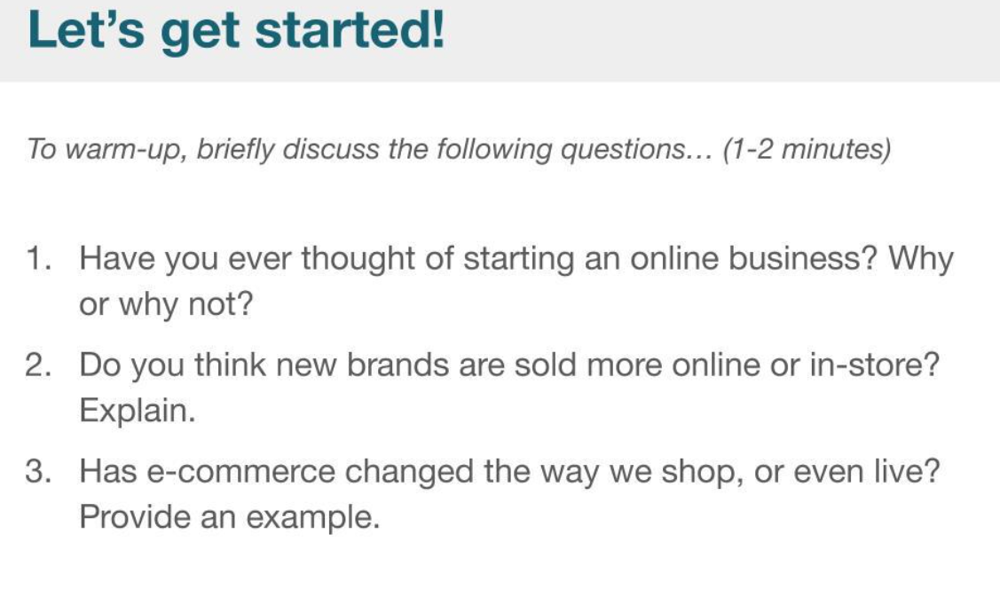 Let's get started!
To warm-up, briefly discuss the following questions... (1-2 minutes)
1. Have you ever thought of starting an online business? Why
or why not?
2. Do you think new brands are sold more online or in-store?
Explain.
3. Has e-commerce changed the way we shop, or even live?
Provide an example.